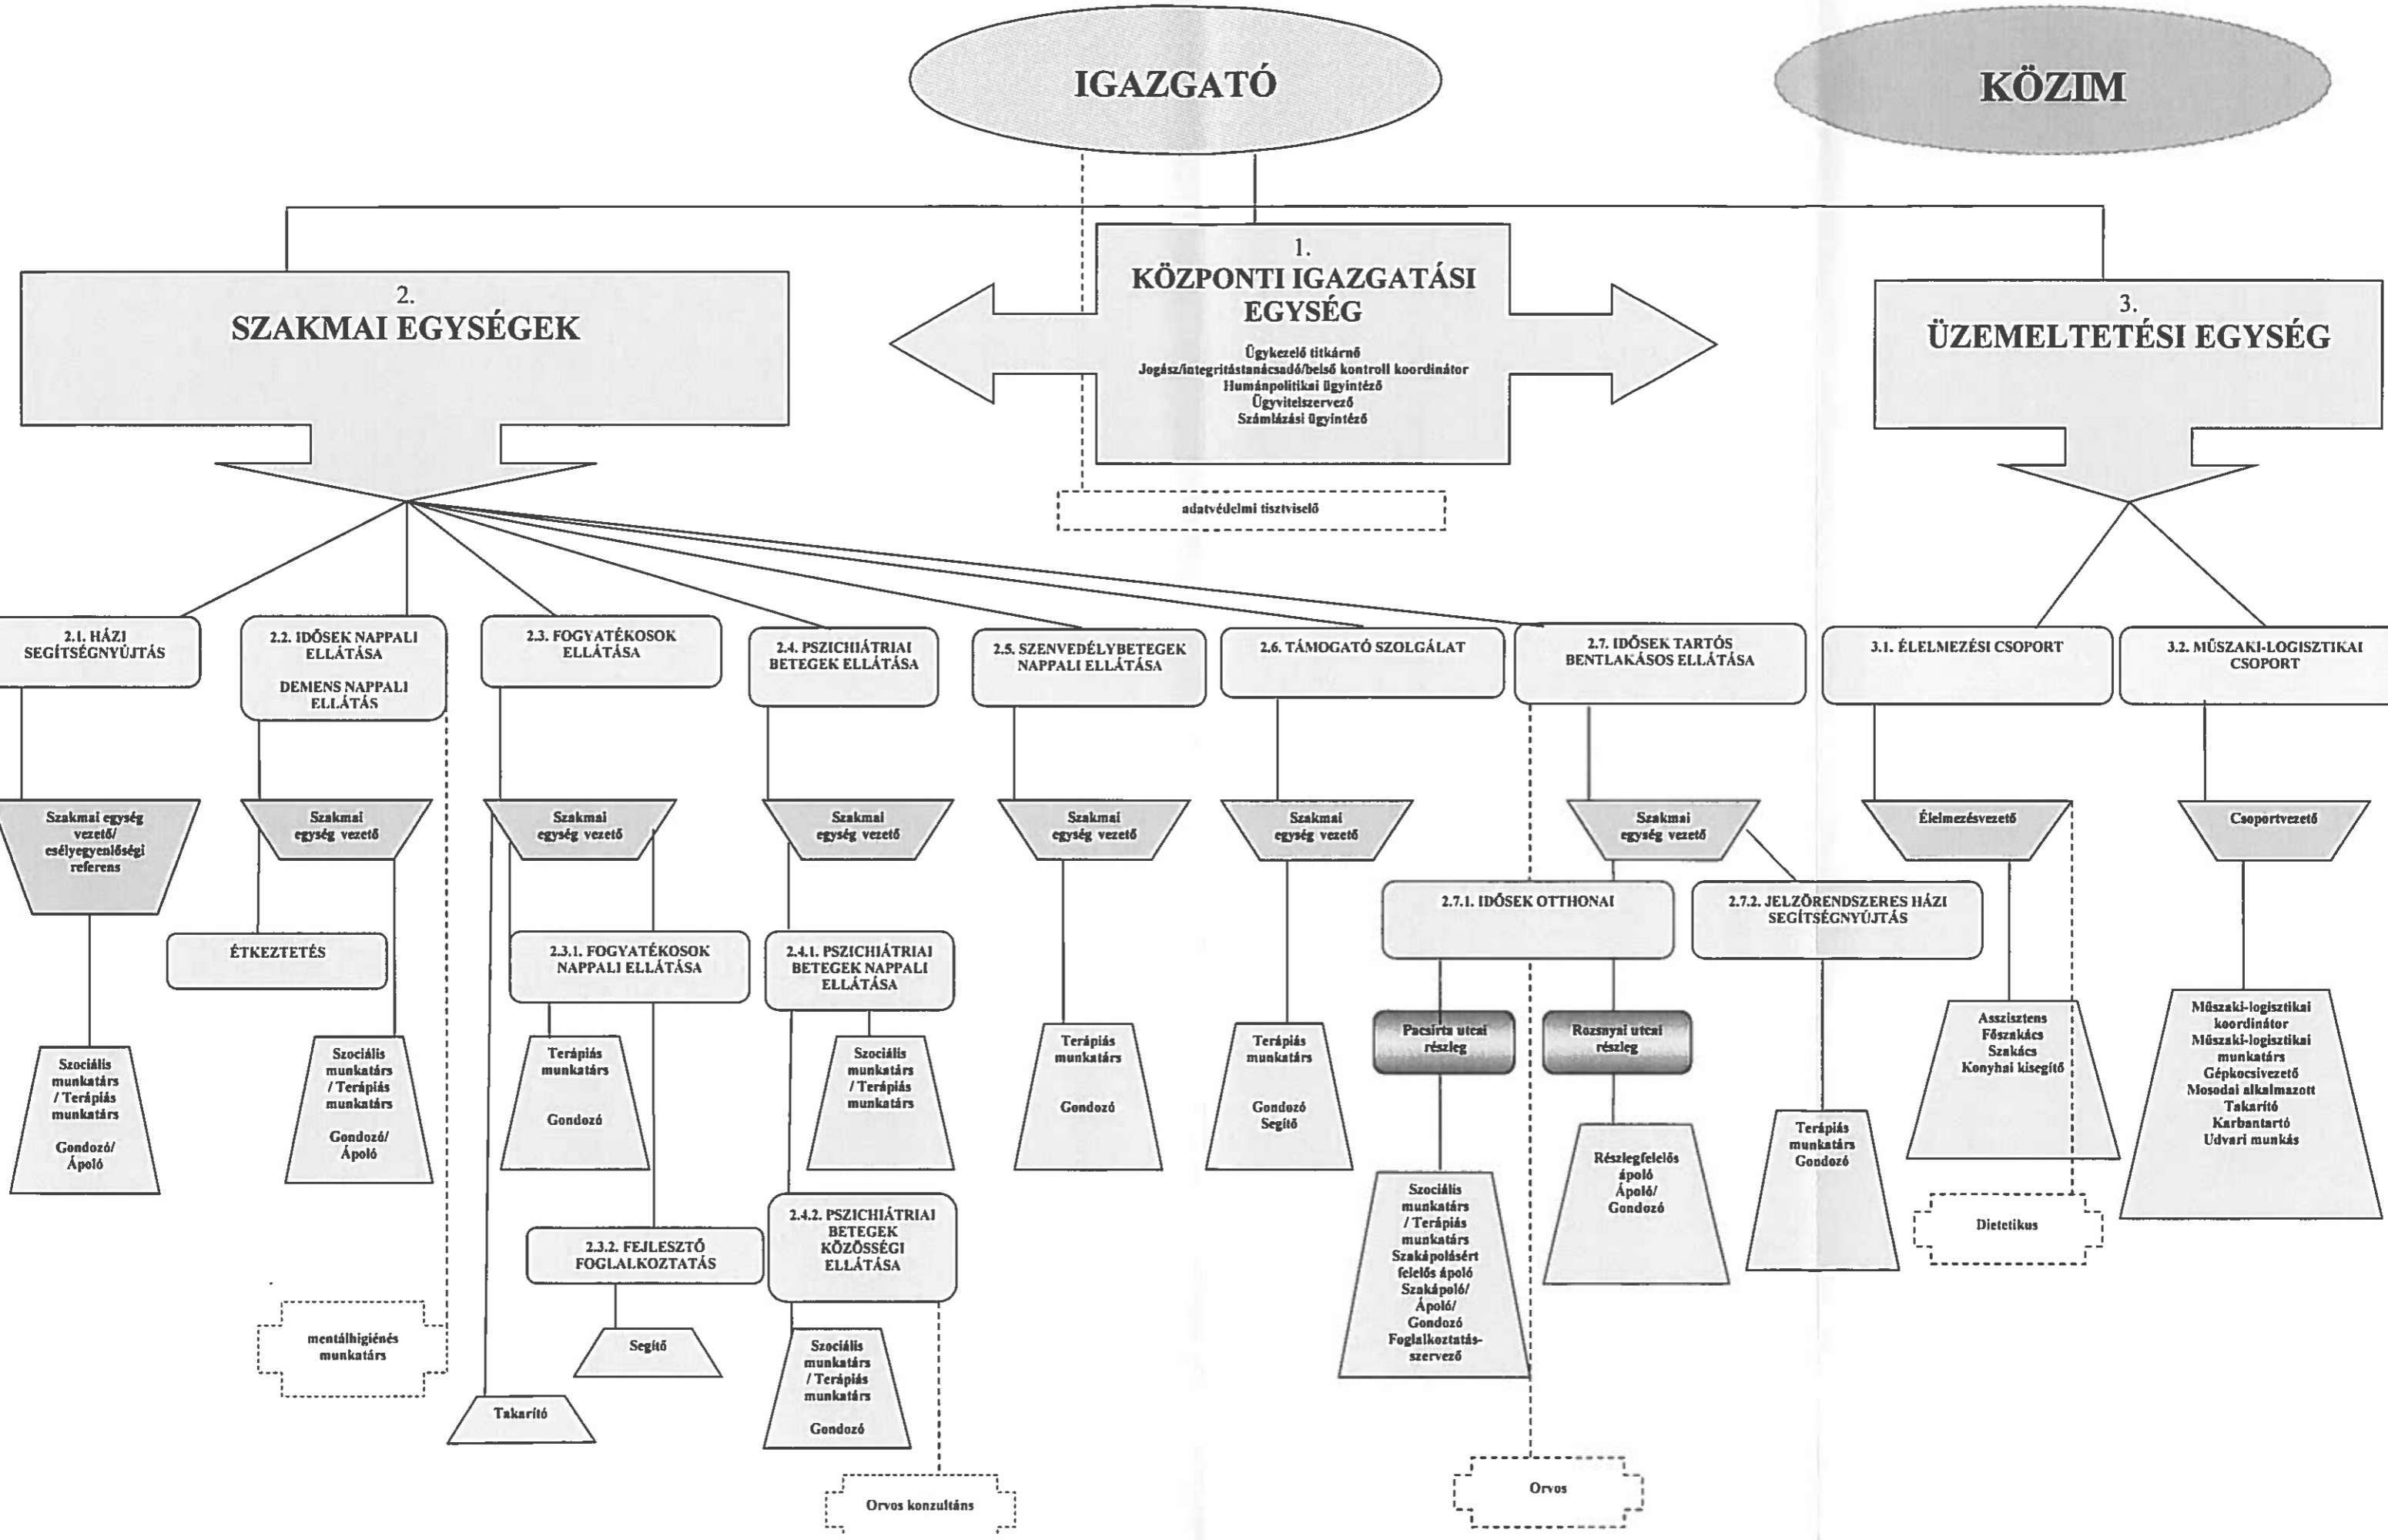 IGAZGATÓ
KÖZIM
1.
KÖZPONTI IGAZGATÁSI
EGYSÉG
Ügykezelő titkárnő
Jogász/integritástanácsadó/belső kontroll koordinátor
Humánpolitikai ügyintéző
Ügyvitelszervező
Számlázási ügyintéző
2.
SZAKMAI EGYSÉGEK
3.
ÜZEMELTETÉSI EGYSÉG
adatvédelmi tisztviselő
2.1. HÁZI
SEGÍTSÉGNYÚJTÁS
2.2. IDŐSEK NAPPALI
ELLÁTÁSA
DEMENS NAPPALI
ELLÁTÁS
2.3. FOGYATÉKOSOK
ELLÁTÁSA
2.4. PSZICHIÁTRIAI
BETEGEK ELLÁTÁSA
2.5. SZENVEDÉLYBETEGEK
NAPPALI ELLÁTÁSA
2.6. TÁMOGATÓ SZOLGÁLAT
2.7. IDŐSEK TARTÓS
BENTLAKÁSOS ELLÁTÁSA
3.1. ÉLELMEZÉSI CSOPORT
3.2. MŰSZAKI-LOGISZTIKAI
CSOPORT
Szakmai egység
vezető/
esélyegyenlőségi
referens
Szakmai
egység vezető
Szakmai
egység vezető
Szakmai
egység vezető
Szakmai
egység vezető
Szakmai
egység vezető
Szakmai
egység vezető
Élelmezésvezető
Csoportvezető
2.7.1. IDŐSEK OTTHONAI
2.7.2. JELZŐRENDSZERES HÁZI
SEGÍTSÉGNYÚJTÁS
ÉTKEZTETÉS
2.3.1. FOGYATÉKOSOK
NAPPALI ELLÁTÁSA
2.4.1. PSZICHIÁTRIAI
BETEGEK NAPPALI
ELLÁTÁSA
Pacsirta utcai
részleg
Rozsnyai utcai
részleg
Szociális
munkatárs
/ Terápiás
munkatárs
Gondozó/
Ápoló
Szociális
munkatárs
/ Terápiás
munkatárs
Gondozó/
Ápoló
Terápiás
munkatárs
Gondozó
Szociális
munkatárs
/ Terápiás
munkatárs
Terápiás
munkatárs
Gondozó
Terápiás
munkatárs
Gondozó
Segítő
Asszisztens
Főszakács
Szakács
Konyhai kisegítő
Műszaki-logisztikai
koordinátor
Műszaki-logisztikai
munkatárs
Gépkocsivezető
Mosodai alkalmazott
Takarító
Karbantartó
Udvari munkás
Terápiás
munkatárs
Gondozó
Részlegfelelős
ápoló
Ápoló/
Gondozó
Szociális
munkatárs
/ Terápiás
munkatárs
Szakápolásért
felelős ápoló
Szakápoló/
Ápoló/
Gondozó
Foglalkoztatás-
szervező
2.3.2. FEJLESZTŐ
FOGLALKOZTATÁS
2.4.2. PSZICHIÁTRIAI
BETEGEK
KÖZÖSSÉGI
ELLÁTÁSA
Dietetikus
mentálhigiénés
munkatárs
Segítő
Szociális
munkatárs
/ Terápiás
munkatárs
Gondozó
Takarító
Orvos konzultáns
Orvos